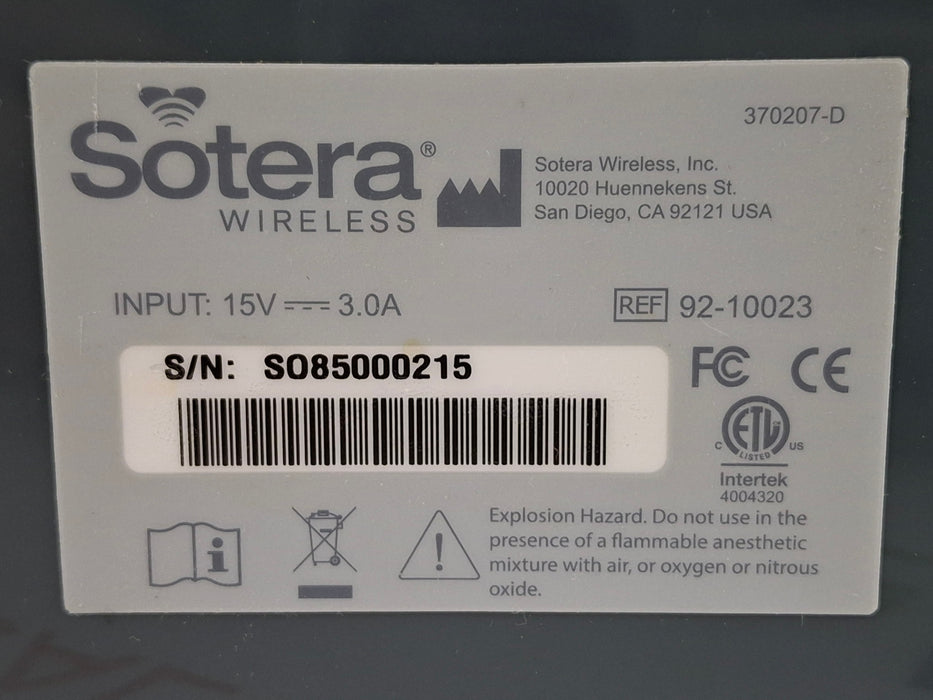 Sotera®
WIRELESS
370207-D
Sotera Wireless, Inc.
10020 Huennekens St.
San Diego, CA 92121 USA
INPUT: 15V ⎓ 3.0A
REF 92-10023
S/N: SO85000215
FC CE
ETL
C US
LISTED
Intertek
4004320
Explosion Hazard. Do not use in the
presence of a flammable anesthetic
mixture with air, or oxygen or nitrous
oxide.